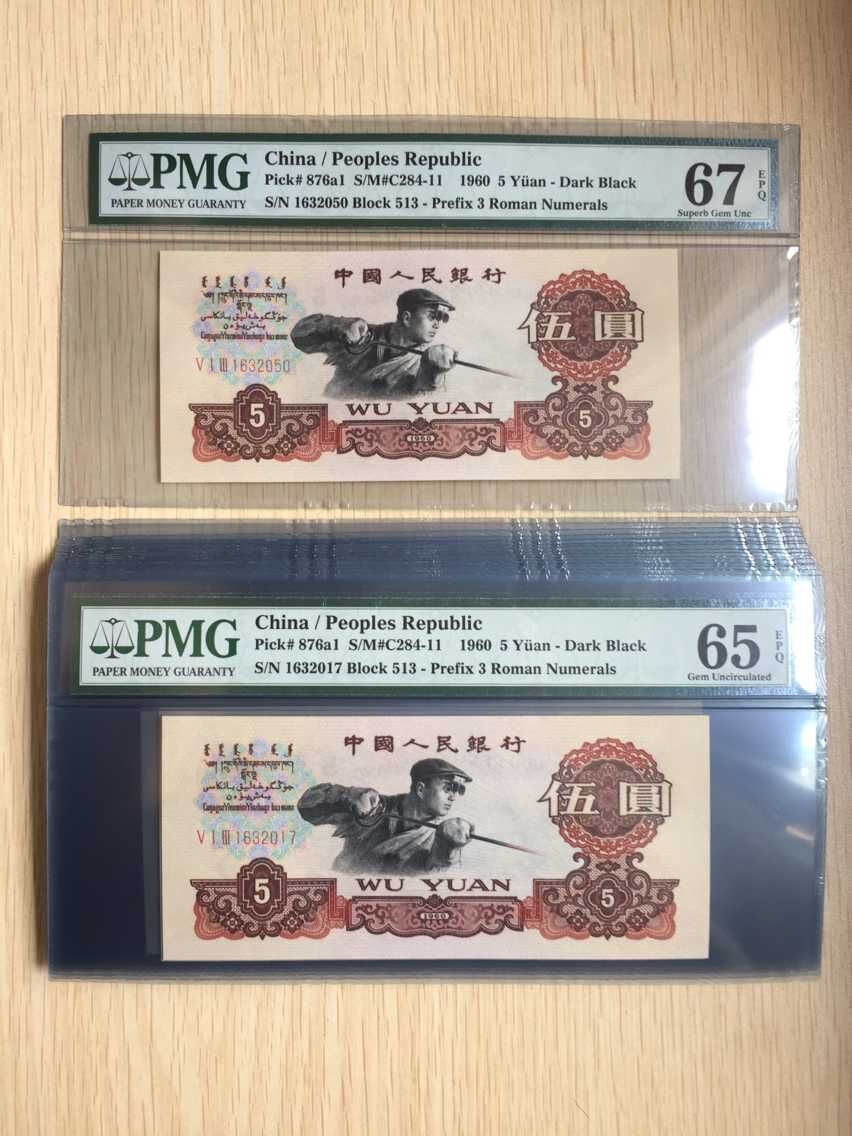 PMG
PAPER MONEY GUARANTY
China / Peoples Republic
Pick# 876a1 S/M#C284-11 1960 5 Yüan - Dark Black
S/N 1632050 Block 513 - Prefix 3 Roman Numerals
67
EPQ
Superb Gem Unc
中國人民銀行
V I III 1632050
伍圓
5
WU YUAN
5
1960
PMG
PAPER MONEY GUARANTY
China / Peoples Republic
Pick# 876a1 S/M#C284-11 1960 5 Yüan - Dark Black
S/N 1632017 Block 513 - Prefix 3 Roman Numerals
65
EPQ
Gem Uncirculated
中國人民銀行
V I III 1632017
伍圓
5
WU YUAN
5
1960